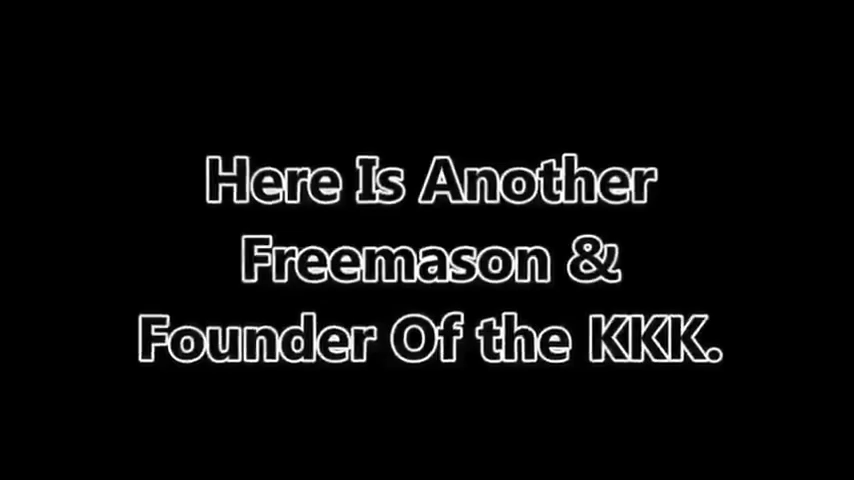 Here Is Another
Freemason &
Founder Of the KKK.